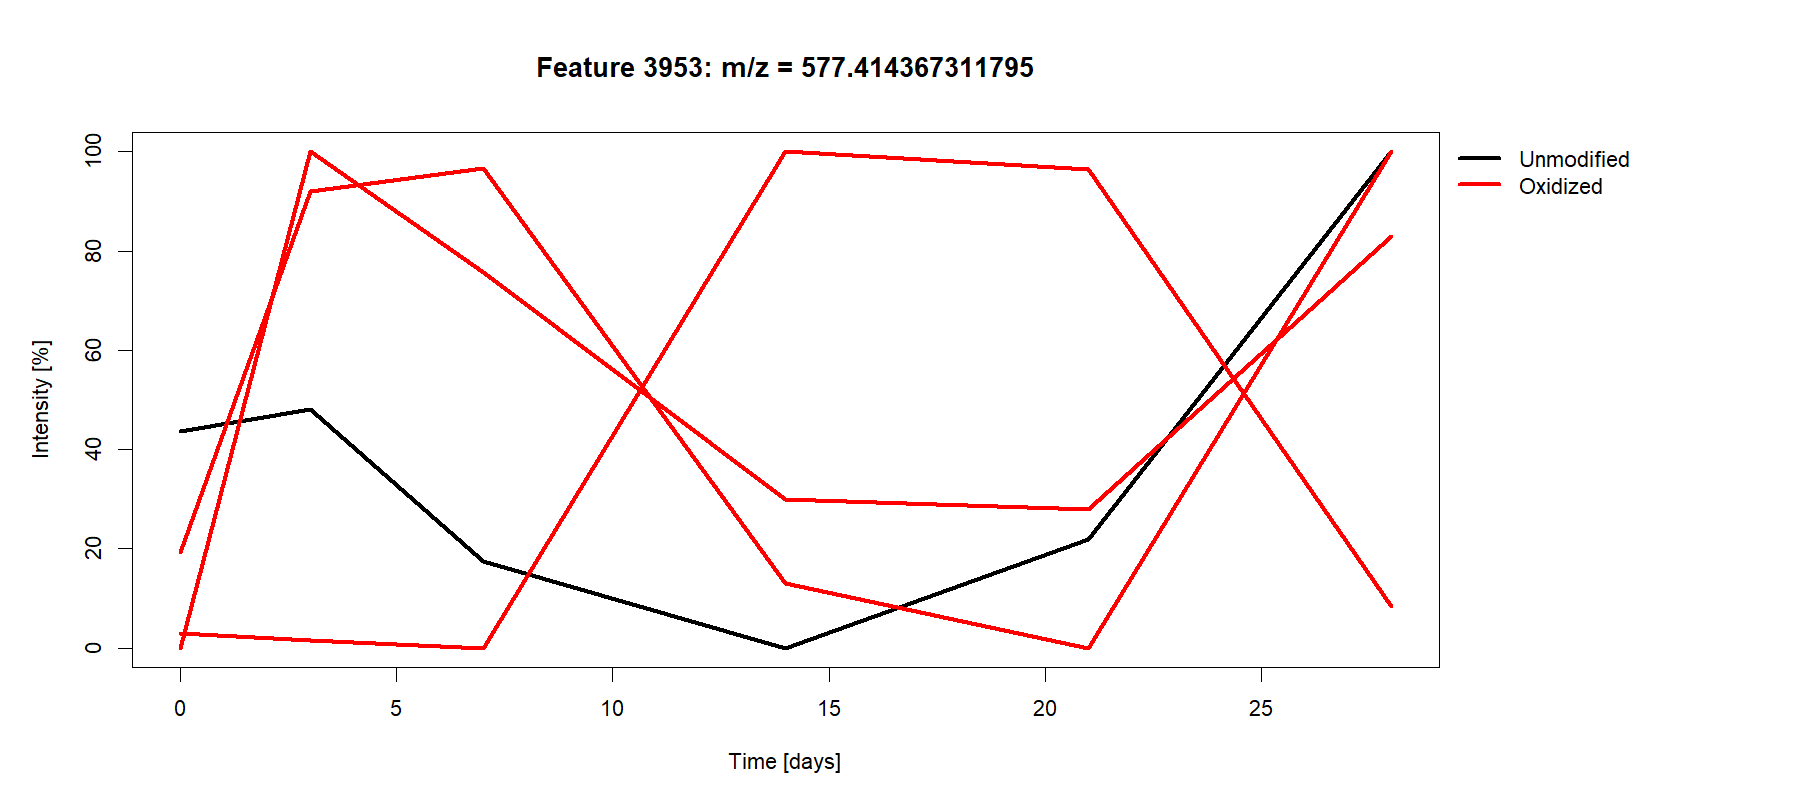 Feature 3953: m/z = 577.414367311795
Unmodified
Oxidized
Intensity [%]
100
80
60
40
20
0
0 5 10 15 20 25
Time [days]